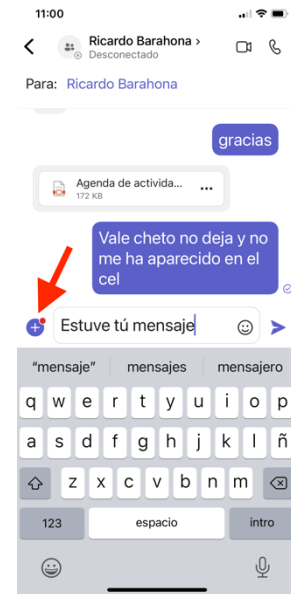 11:00
Ricardo Barahona >
Desconectado
Para: Ricardo Barahona
gracias
Agenda de activida...
172 KB
Vale cheto no deja y no
me ha aparecido en el
cel
Estuve tú mensaje
“mensaje” mensajes mensajero
q w e r t y u i o p
a s d f g h j k l ñ
z x c v b n m
123 espacio intro